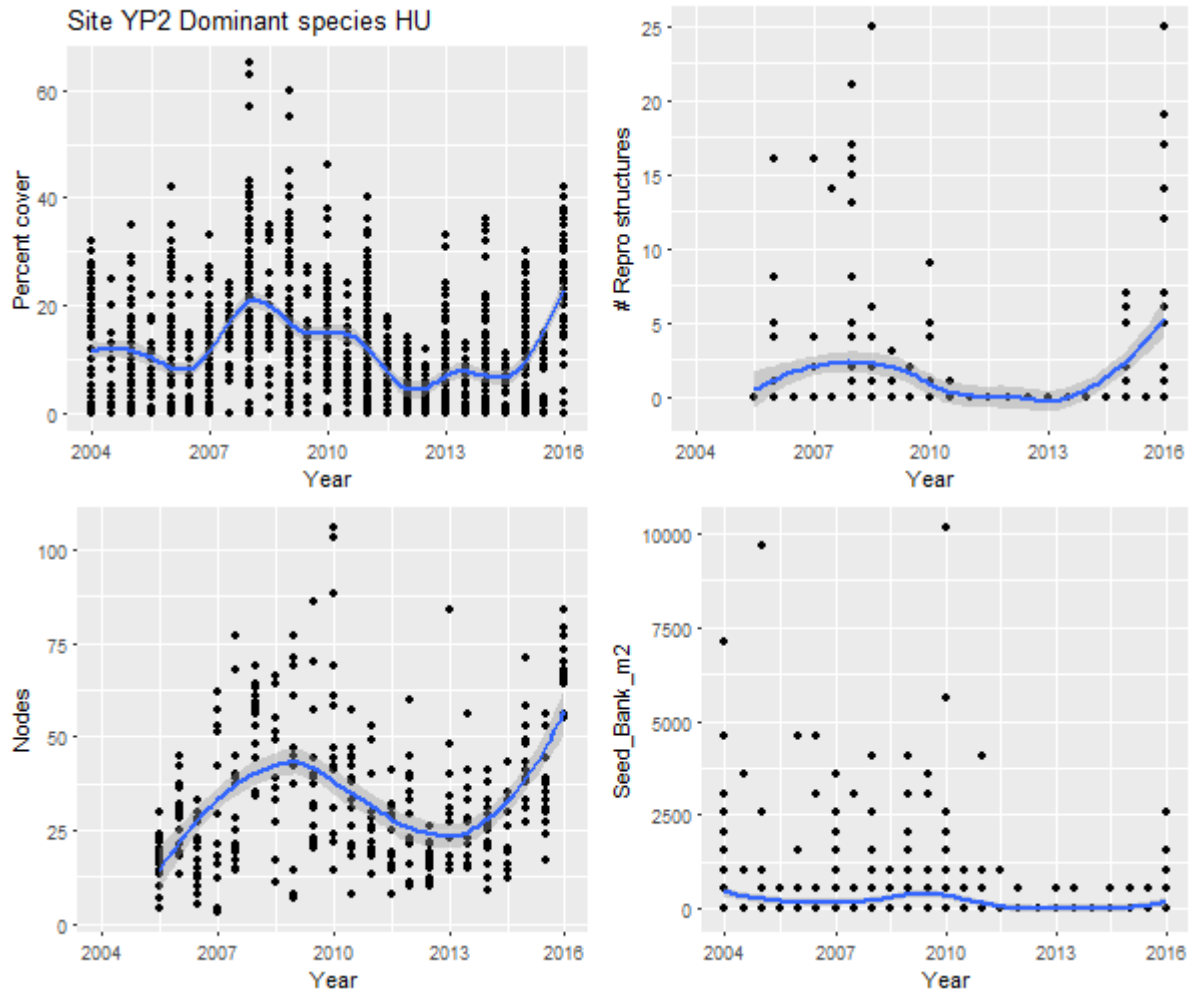 Site YP2 Dominant species HU
Percent cover
60
40
20
0
2004 2007 2010 2013 2016
Year
# Repro structures
25
20
15
10
5
0
2004 2007 2010 2013 2016
Year
Nodes
100
75
50
25
0
2004 2007 2010 2013 2016
Year
Seed_Bank_m2
10000
7500
5000
2500
0
2004 2007 2010 2013 2016
Year